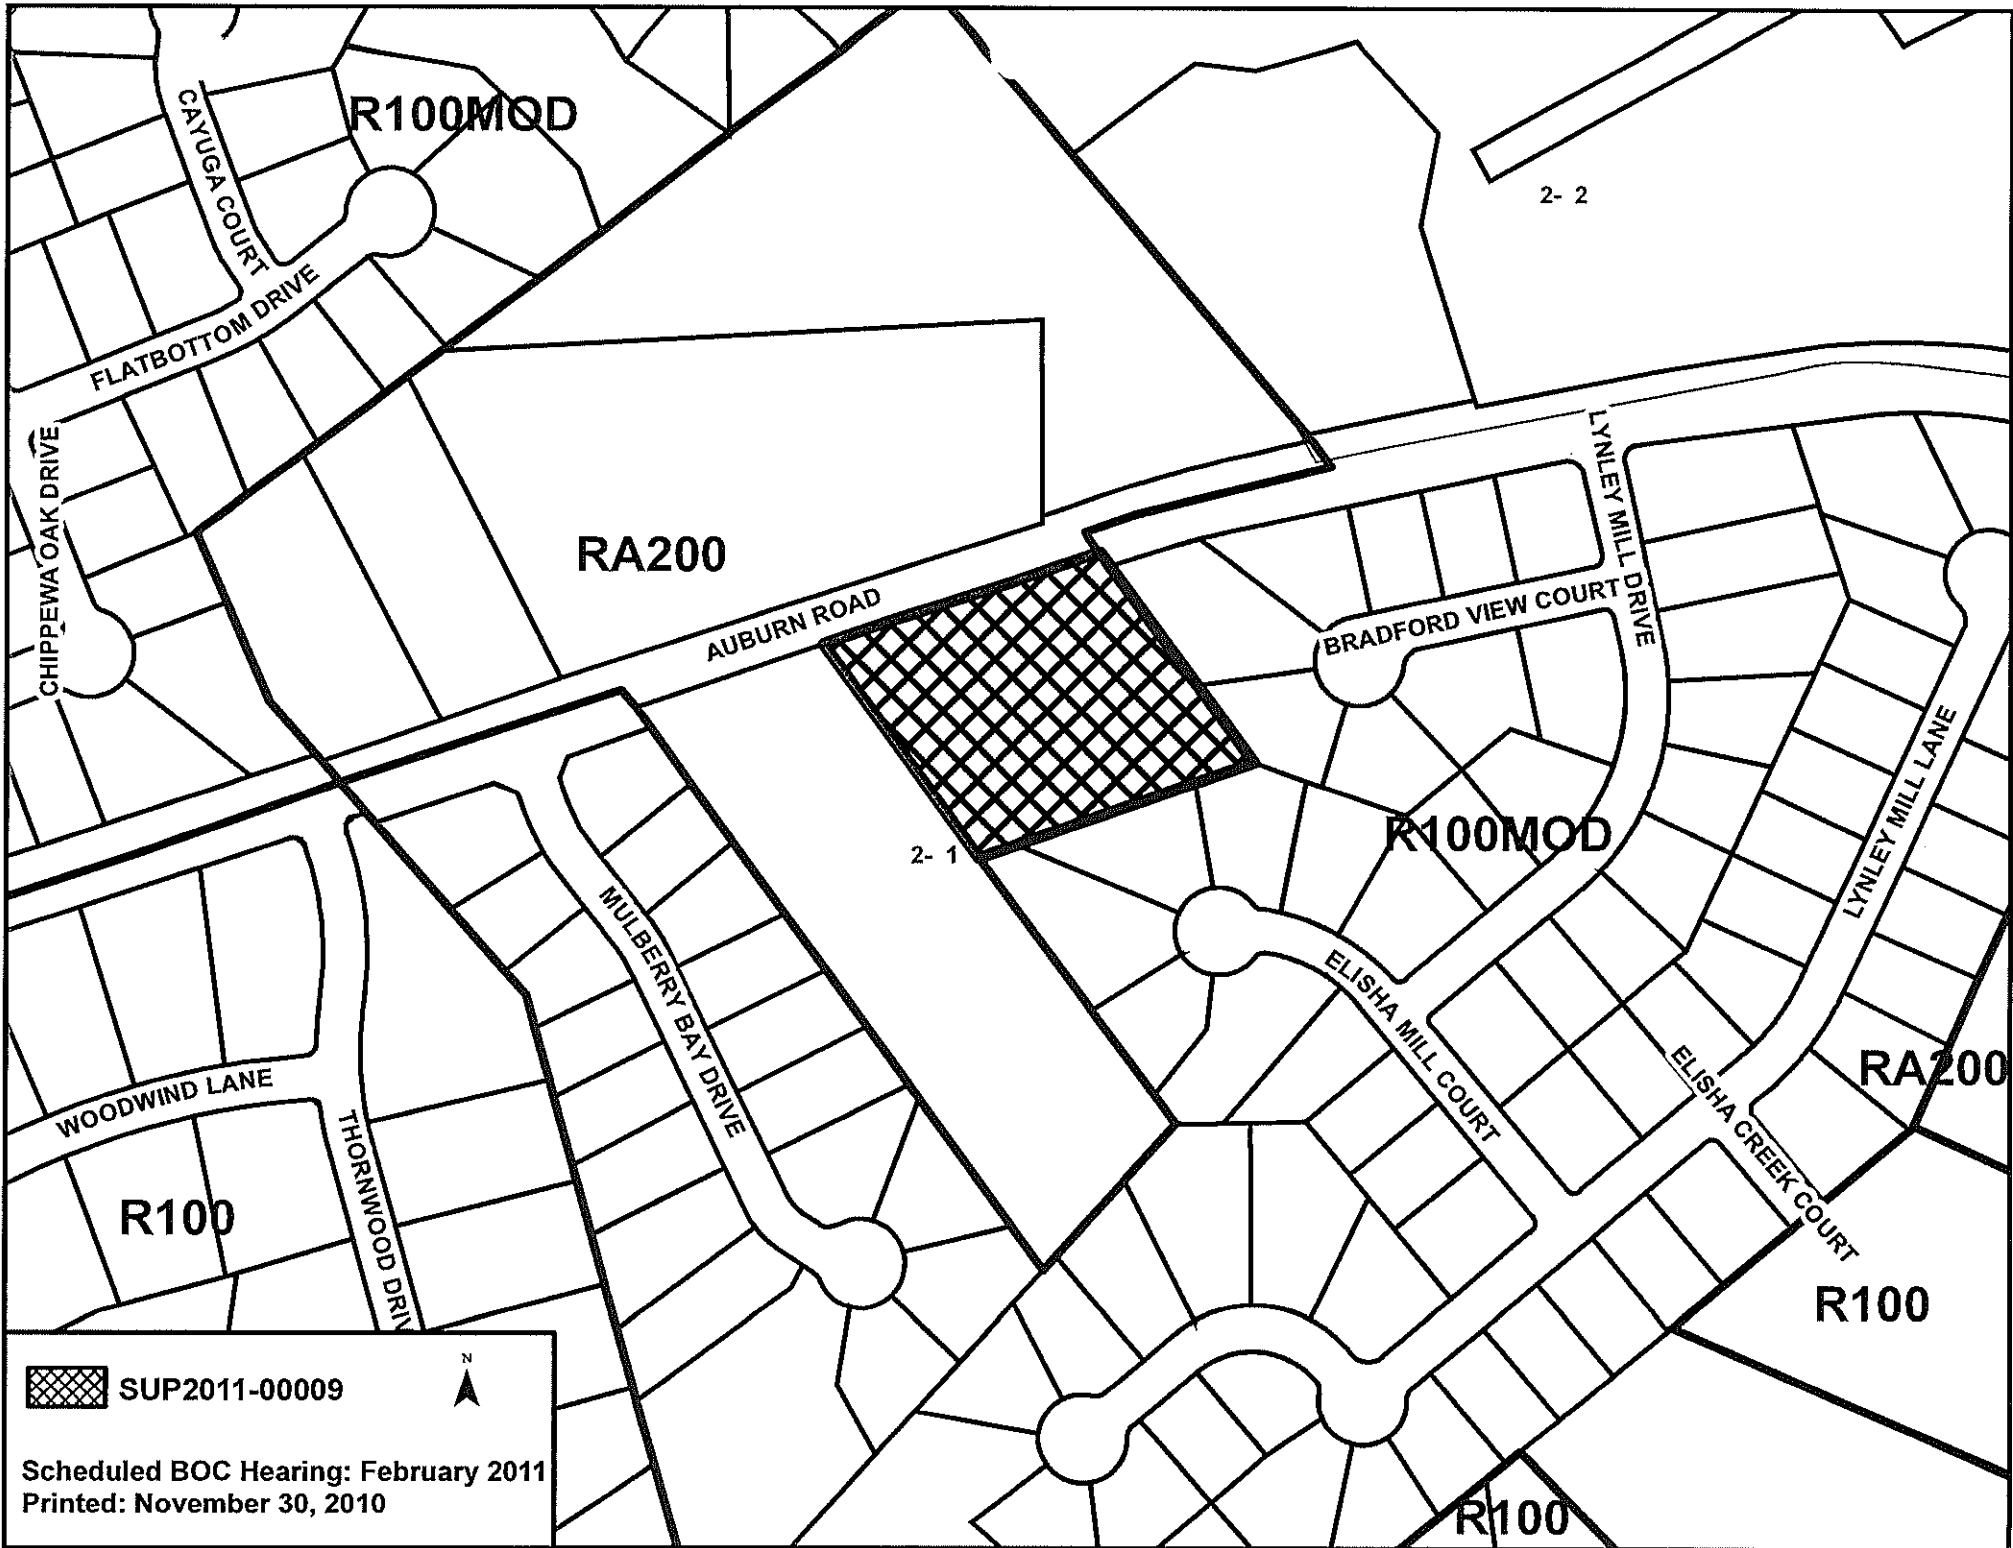 CAYUGA COURT
R100MOD
2- 2
FLATBOTTOM DRIVE
CHIPPEWA OAK DRIVE
LYNLEY MILL DRIVE
RA200
AUBURN ROAD
BRADFORD VIEW COURT
LYNLEY MILL LANE
R100MOD
2- 1
MULBERRY BAY DRIVE
ELISHA MILL COURT
ELISHA CREEK COURT
RA200
WOODWIND LANE
THORNWOOD DRIV
R100
R100
R100
N
SUP2011-00009
Scheduled BOC Hearing: February 2011
Printed: November 30, 2010